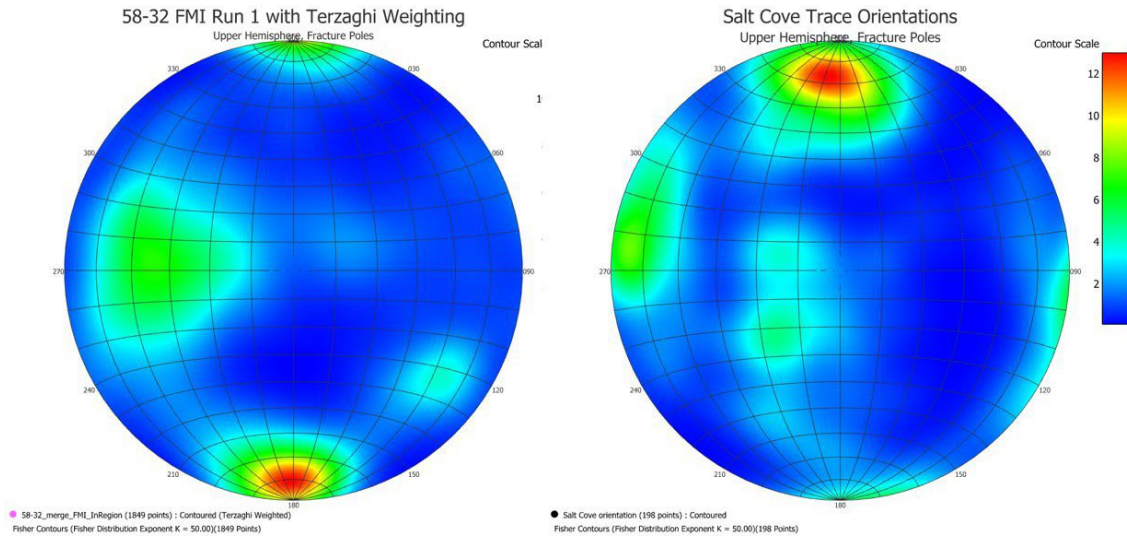 58-32 FMI Run 1 with Terzaghi Weighting
Upper Hemisphere, Fracture Poles
Contour Scal
1
330
030
300
060
270
090
240
120
210
150
180
58-32_merge_FMI_InRegion (1849 points) : Contoured (Terzaghi Weighted)
Fisher Contours (Fisher Distribution Exponent K = 50.00)(1849 Points)
Salt Cove Trace Orientations
Upper Hemisphere, Fracture Poles
Contour Scale
12
10
8
6
4
2
330
030
300
060
270
090
240
120
210
150
180
Salt Cove orientation (198 points) : Contoured
Fisher Contours (Fisher Distribution Exponent K = 50.00)(198 Points)